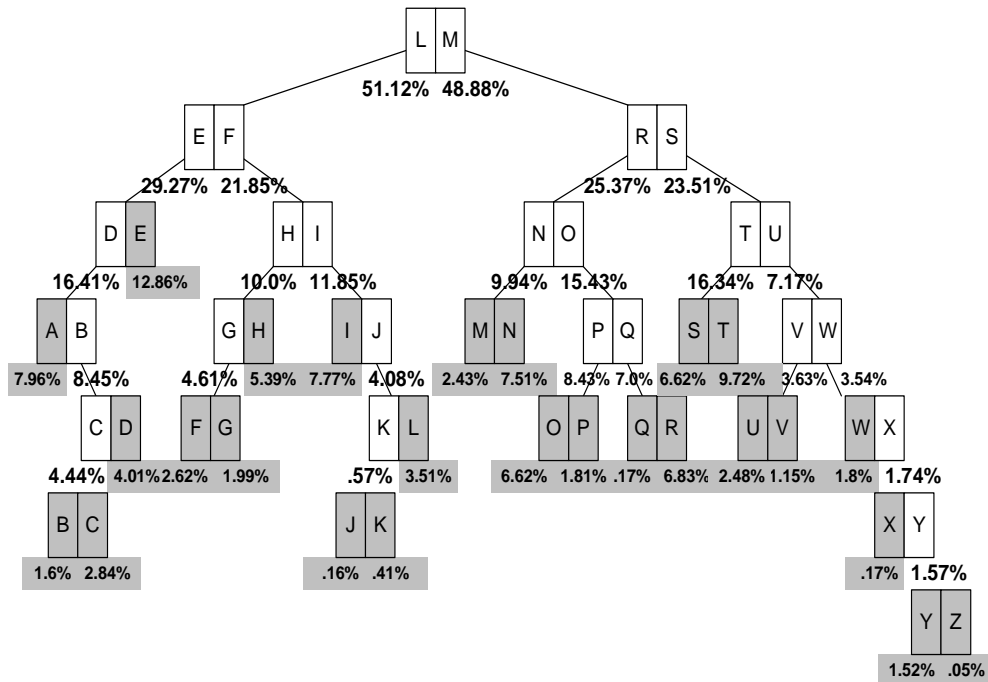 L M
51.12% 48.88%
E F
R S
29.27% 21.85%
25.37% 23.51%
D E
H I
N O
T U
16.41% 12.86%
10.0% 11.85%
9.94% 15.43%
16.34% 7.17%
A B
G H
I J
M N
P Q
S T
V W
7.96% 8.45%
4.61% 5.39%
7.77% 4.08%
2.43% 7.51%
8.43% 7.0%
6.62% 9.72%
3.63% 3.54%
C D
F G
K L
O P
Q R
U V
W X
4.44% 4.01%
2.62% 1.99%
.57% 3.51%
6.62% 1.81%
.17% 6.83%
2.48% 1.15%
1.8% 1.74%
B C
J K
X Y
1.6% 2.84%
.16% .41%
.17% 1.57%
Y Z
1.52% .05%